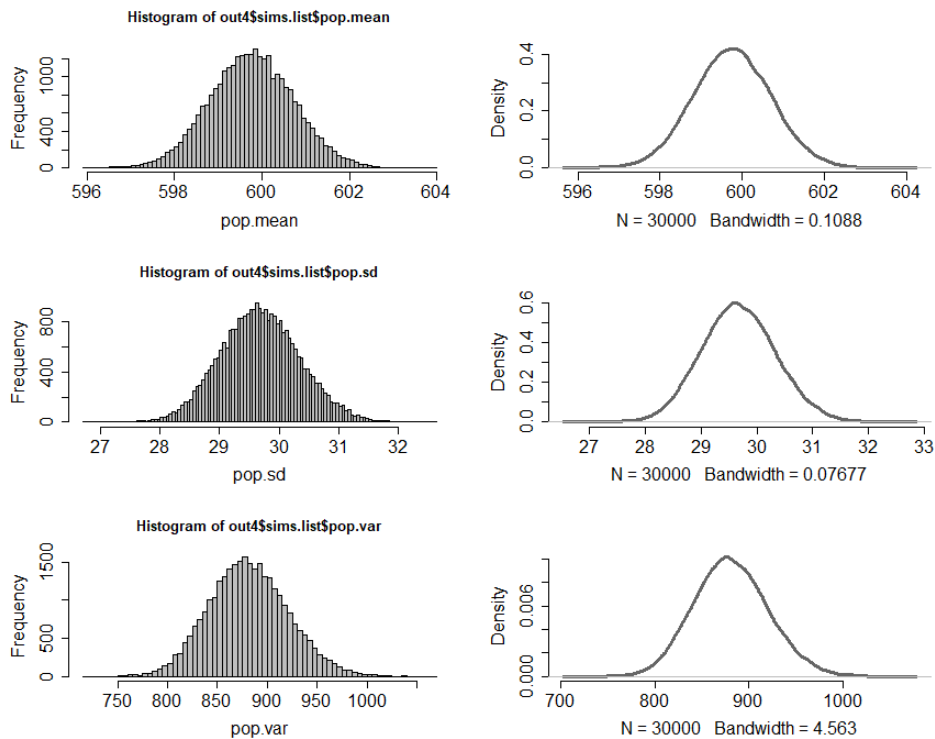 Histogram of out4$sims.list$pop.mean
Frequency
0 400 1000
596 598 600 602 604
pop.mean
Density
0.0 0.2 0.4
596 598 600 602 604
N = 30000 Bandwidth = 0.1088
Histogram of out4$sims.list$pop.sd
Frequency
0 400 800
27 28 29 30 31 32
pop.sd
Density
0.0 0.2 0.4 0.6
27 28 29 30 31 32 33
N = 30000 Bandwidth = 0.07677
Histogram of out4$sims.list$pop.var
Frequency
0 500 1500
750 800 850 900 950 1000
pop.var
Density
0.000 0.006
700 800 900 1000
N = 30000 Bandwidth = 4.563